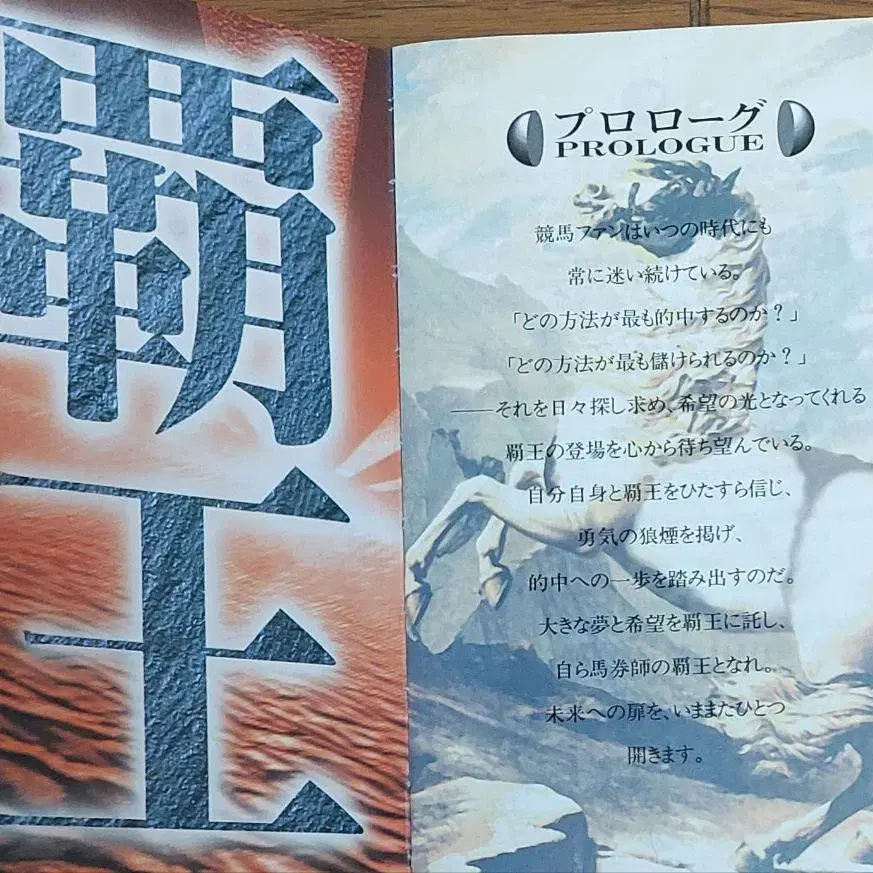 覇王
プロローグ
PROLOGUE
競馬ファンはいつの時代にも
常に迷い続けている。
「どの方法が最も的中するのか？」
「どの方法が最も儲けられるのか？」
――それを日々探し求め、希望の光となってくれる
覇王の登場を心から待ち望んでいる。
自分自身と覇王をひたすら信じ、
勇気の狼煙を掲げ、
的中への一歩を踏み出すのだ。
大きな夢と希望を覇王に託し、
自ら馬券師の覇王となれ。
未来への扉を、いままたひとつ
開きます。